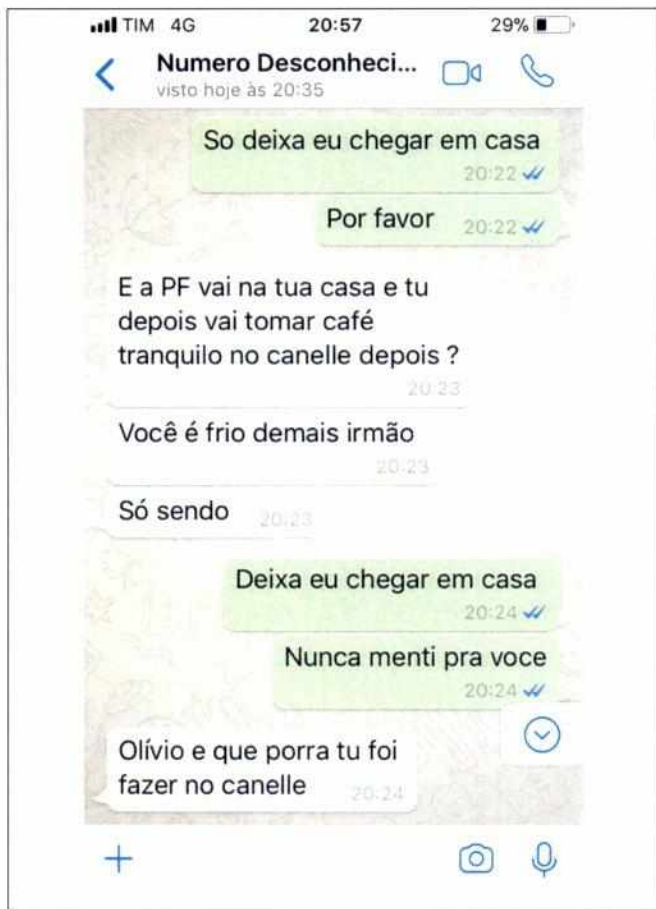 TIM 4G 20:57 29%
Numero Desconheci...
visto hoje às 20:35
So deixa eu chegar em casa
20:22
Por favor 20:22
E a PF vai na tua casa e tu
depois vai tomar café
tranquilo no canelle depois ?
20:23
Você é frio demais irmão
20:23
Só sendo 20:23
Deixa eu chegar em casa
20:24
Nunca menti pra voce
20:24
Olívio e que porra tu foi
fazer no canelle 20:24